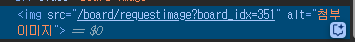 <img src="/board/requestimage?board_idx=351" alt="첨부
이미지"> == $0